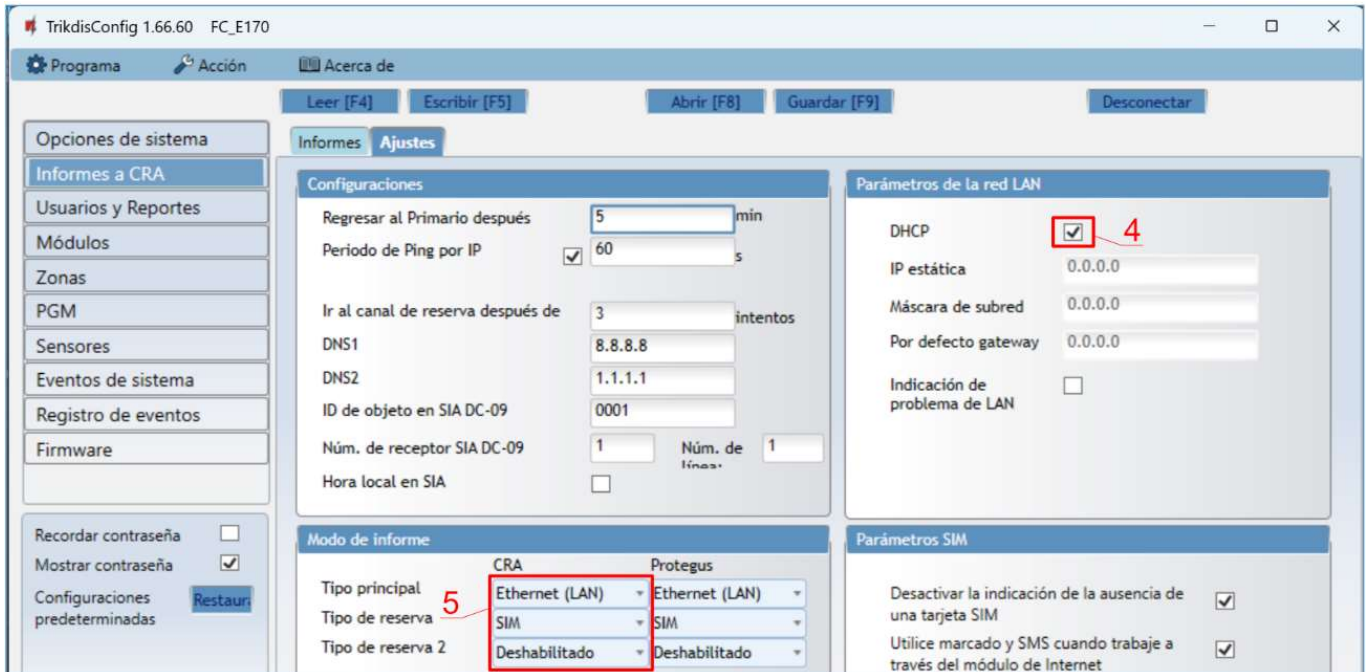 TrikdisConfig 1.66.60 FC_E170
Programa Acción Acerca de
Leer [F4] Escribir [F5] Abrir [F8] Guardar [F9] Desconectar
Opciones de sistema
Informes a CRA
Usuarios y Reportes
Módulos
Zonas
PGM
Sensores
Eventos de sistema
Registro de eventos
Firmware
Recordar contraseña
Mostrar contraseña
Configuraciones
predeterminadas
Restaura
Informes Ajustes
Configuraciones
Regresar al Primario después 5 min
Periodo de Ping por IP 60 s
Ir al canal de reserva después de 3 intentos
DNS1 8.8.8.8
DNS2 1.1.1.1
ID de objeto en SIA DC-09 0001
Núm. de receptor SIA DC-09 1 Núm. de 1
línea:
Hora local en SIA
Parámetros de la red LAN
DHCP 4
IP estática 0.0.0.0
Máscara de subred 0.0.0.0
Por defecto gateway 0.0.0.0
Indicación de
problema de LAN
Modo de informe
CRA Protegus
Tipo principal Ethernet (LAN) Ethernet (LAN)
5
Tipo de reserva SIM SIM
Tipo de reserva 2 Deshabilitado Deshabilitado
Parámetros SIM
Desactivar la indicación de la ausencia de
una tarjeta SIM
Utilice marcado y SMS cuando trabaje a
través del módulo de Internet